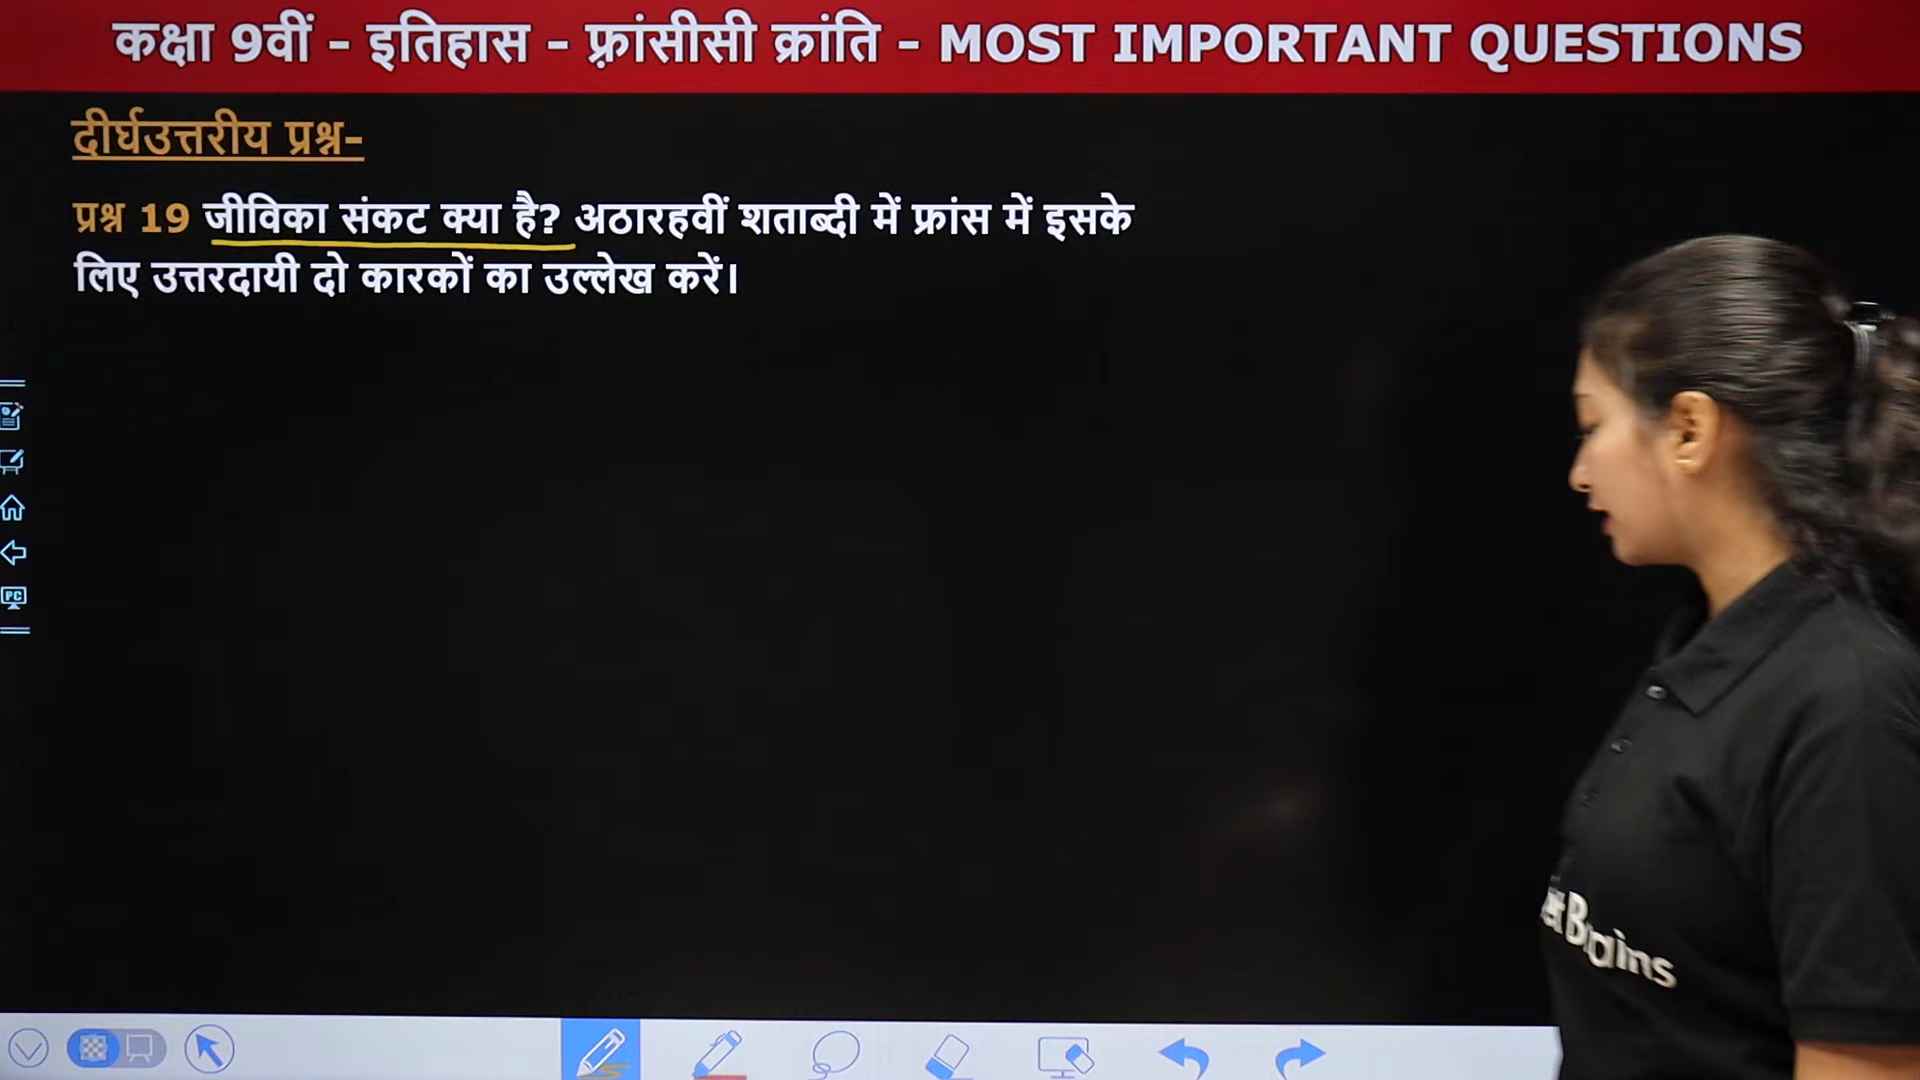 कक्षा 9वीं - इतिहास - फ़्रांसीसी क्रांति - MOST IMPORTANT QUESTIONS
दीर्घउत्तरीय प्रश्न-
प्रश्न 19 जीविका संकट क्या है? अठारहवीं शताब्दी में फ्रांस में इसके
लिए उत्तरदायी दो कारकों का उल्लेख करें।
PC
Brains